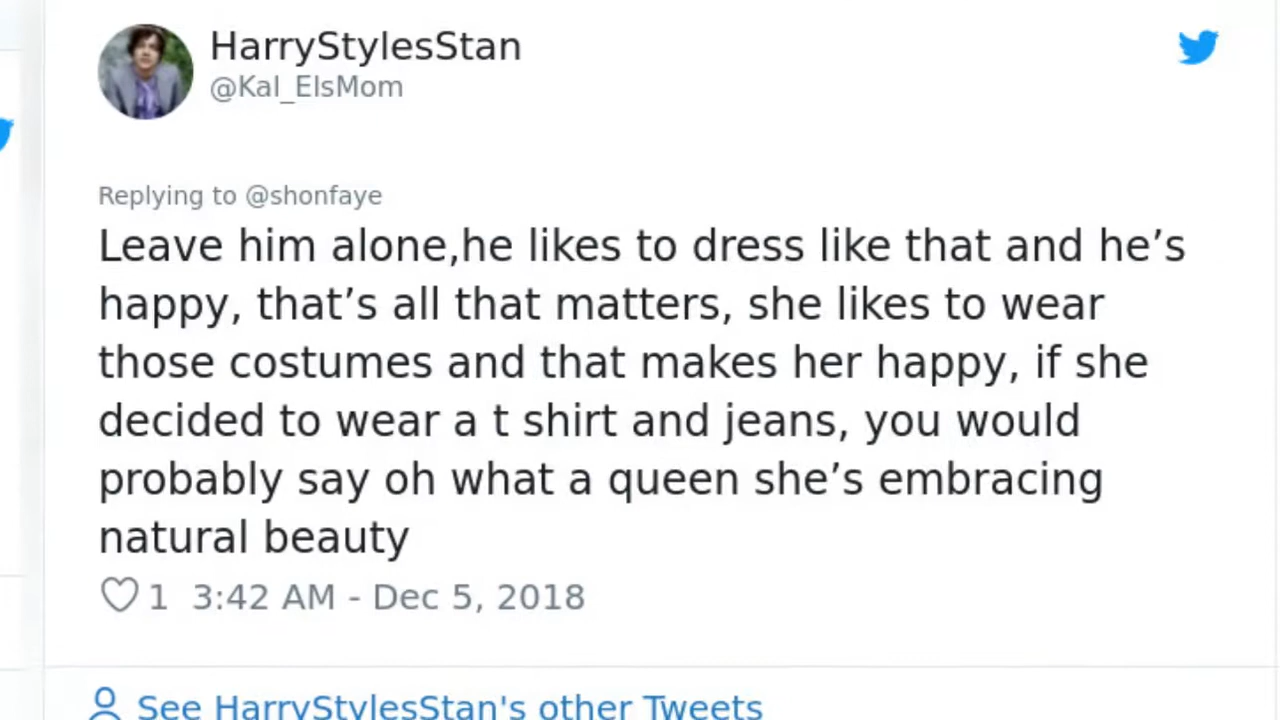 HarryStylesStan
@Kal_ElsMom
Replying to @shonfaye
Leave him alone,he likes to dress like that and he’s
happy, that’s all that matters, she likes to wear
those costumes and that makes her happy, if she
decided to wear a t shirt and jeans, you would
probably say oh what a queen she’s embracing
natural beauty
1 3:42 AM - Dec 5, 2018
See HarryStylesStan's other Tweets